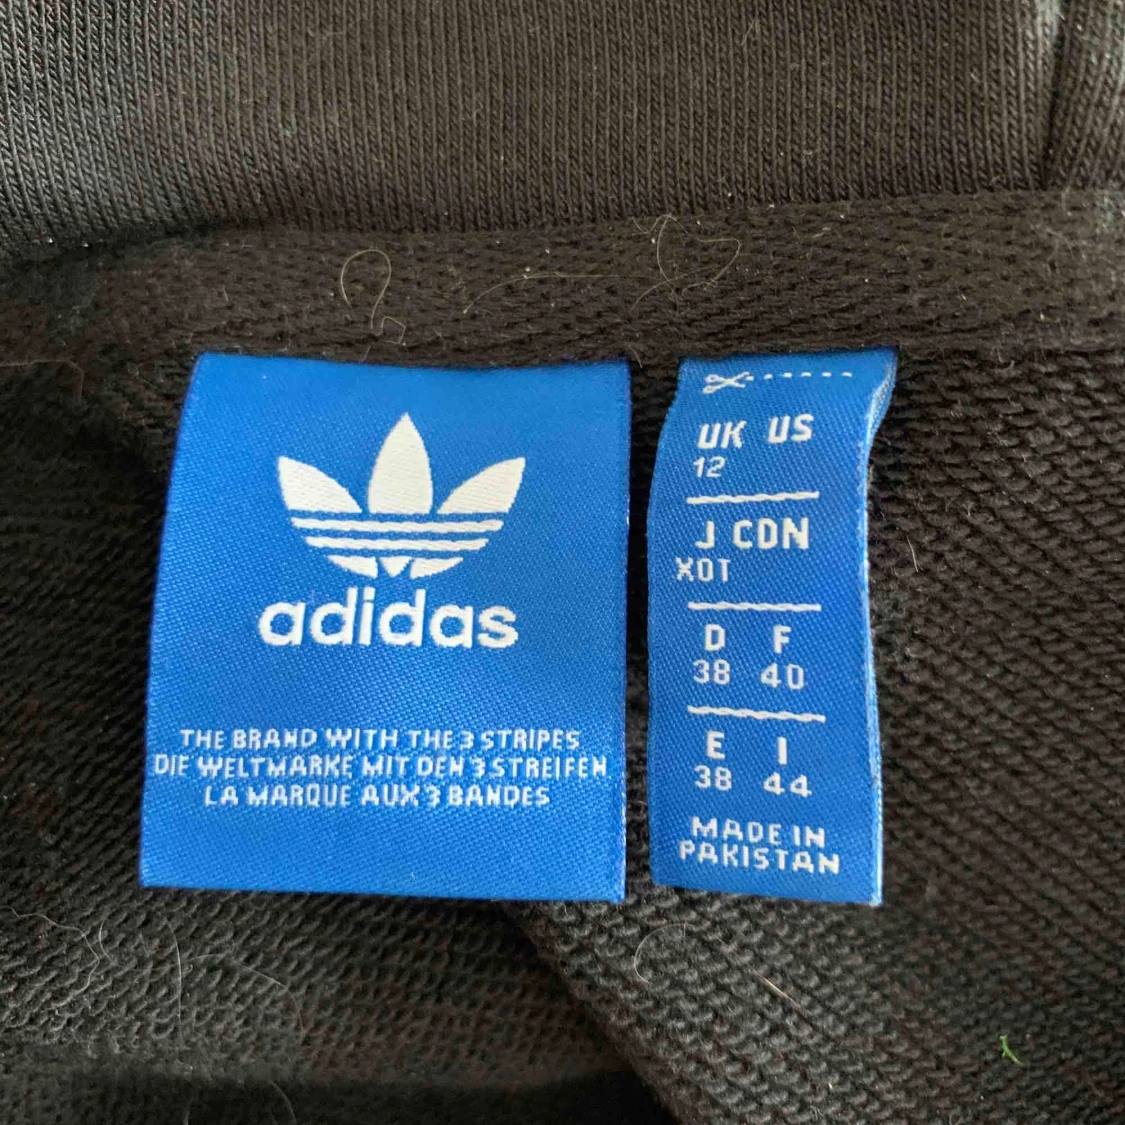 adidas
THE BRAND WITH THE 3 STRIPES
DIE WELTMARKE MIT DEN 3 STREIFEN
LA MARQUE AUX 3 BANDES
UK US
12
J CDN
XOT
D F
38 40
E I
38 44
MADE IN
PAKISTAN